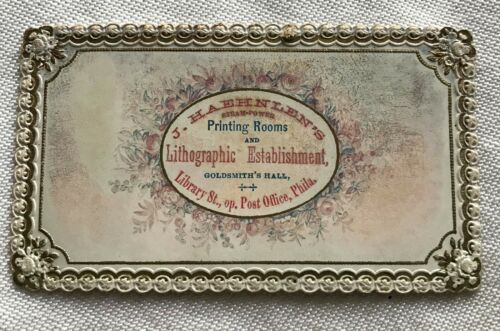 J. HAEHNLEN'S
STEAM-POWER
Printing Rooms
AND
Lithographic Establishment,
GOLDSMITH'S HALL,
Library St., op. Post Office, Phila.